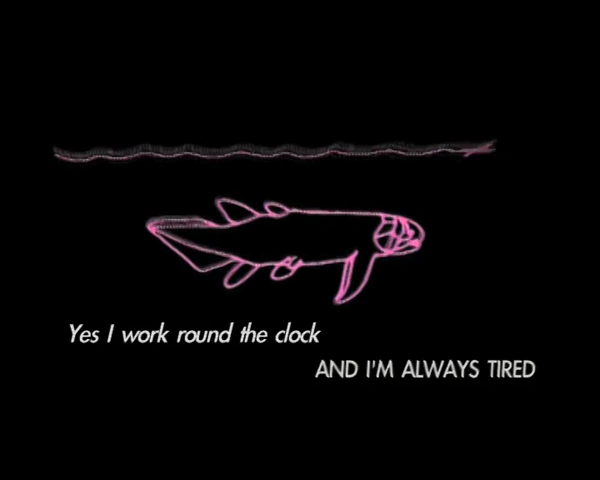 Yes I work round the clock
AND I'M ALWAYS TIRED